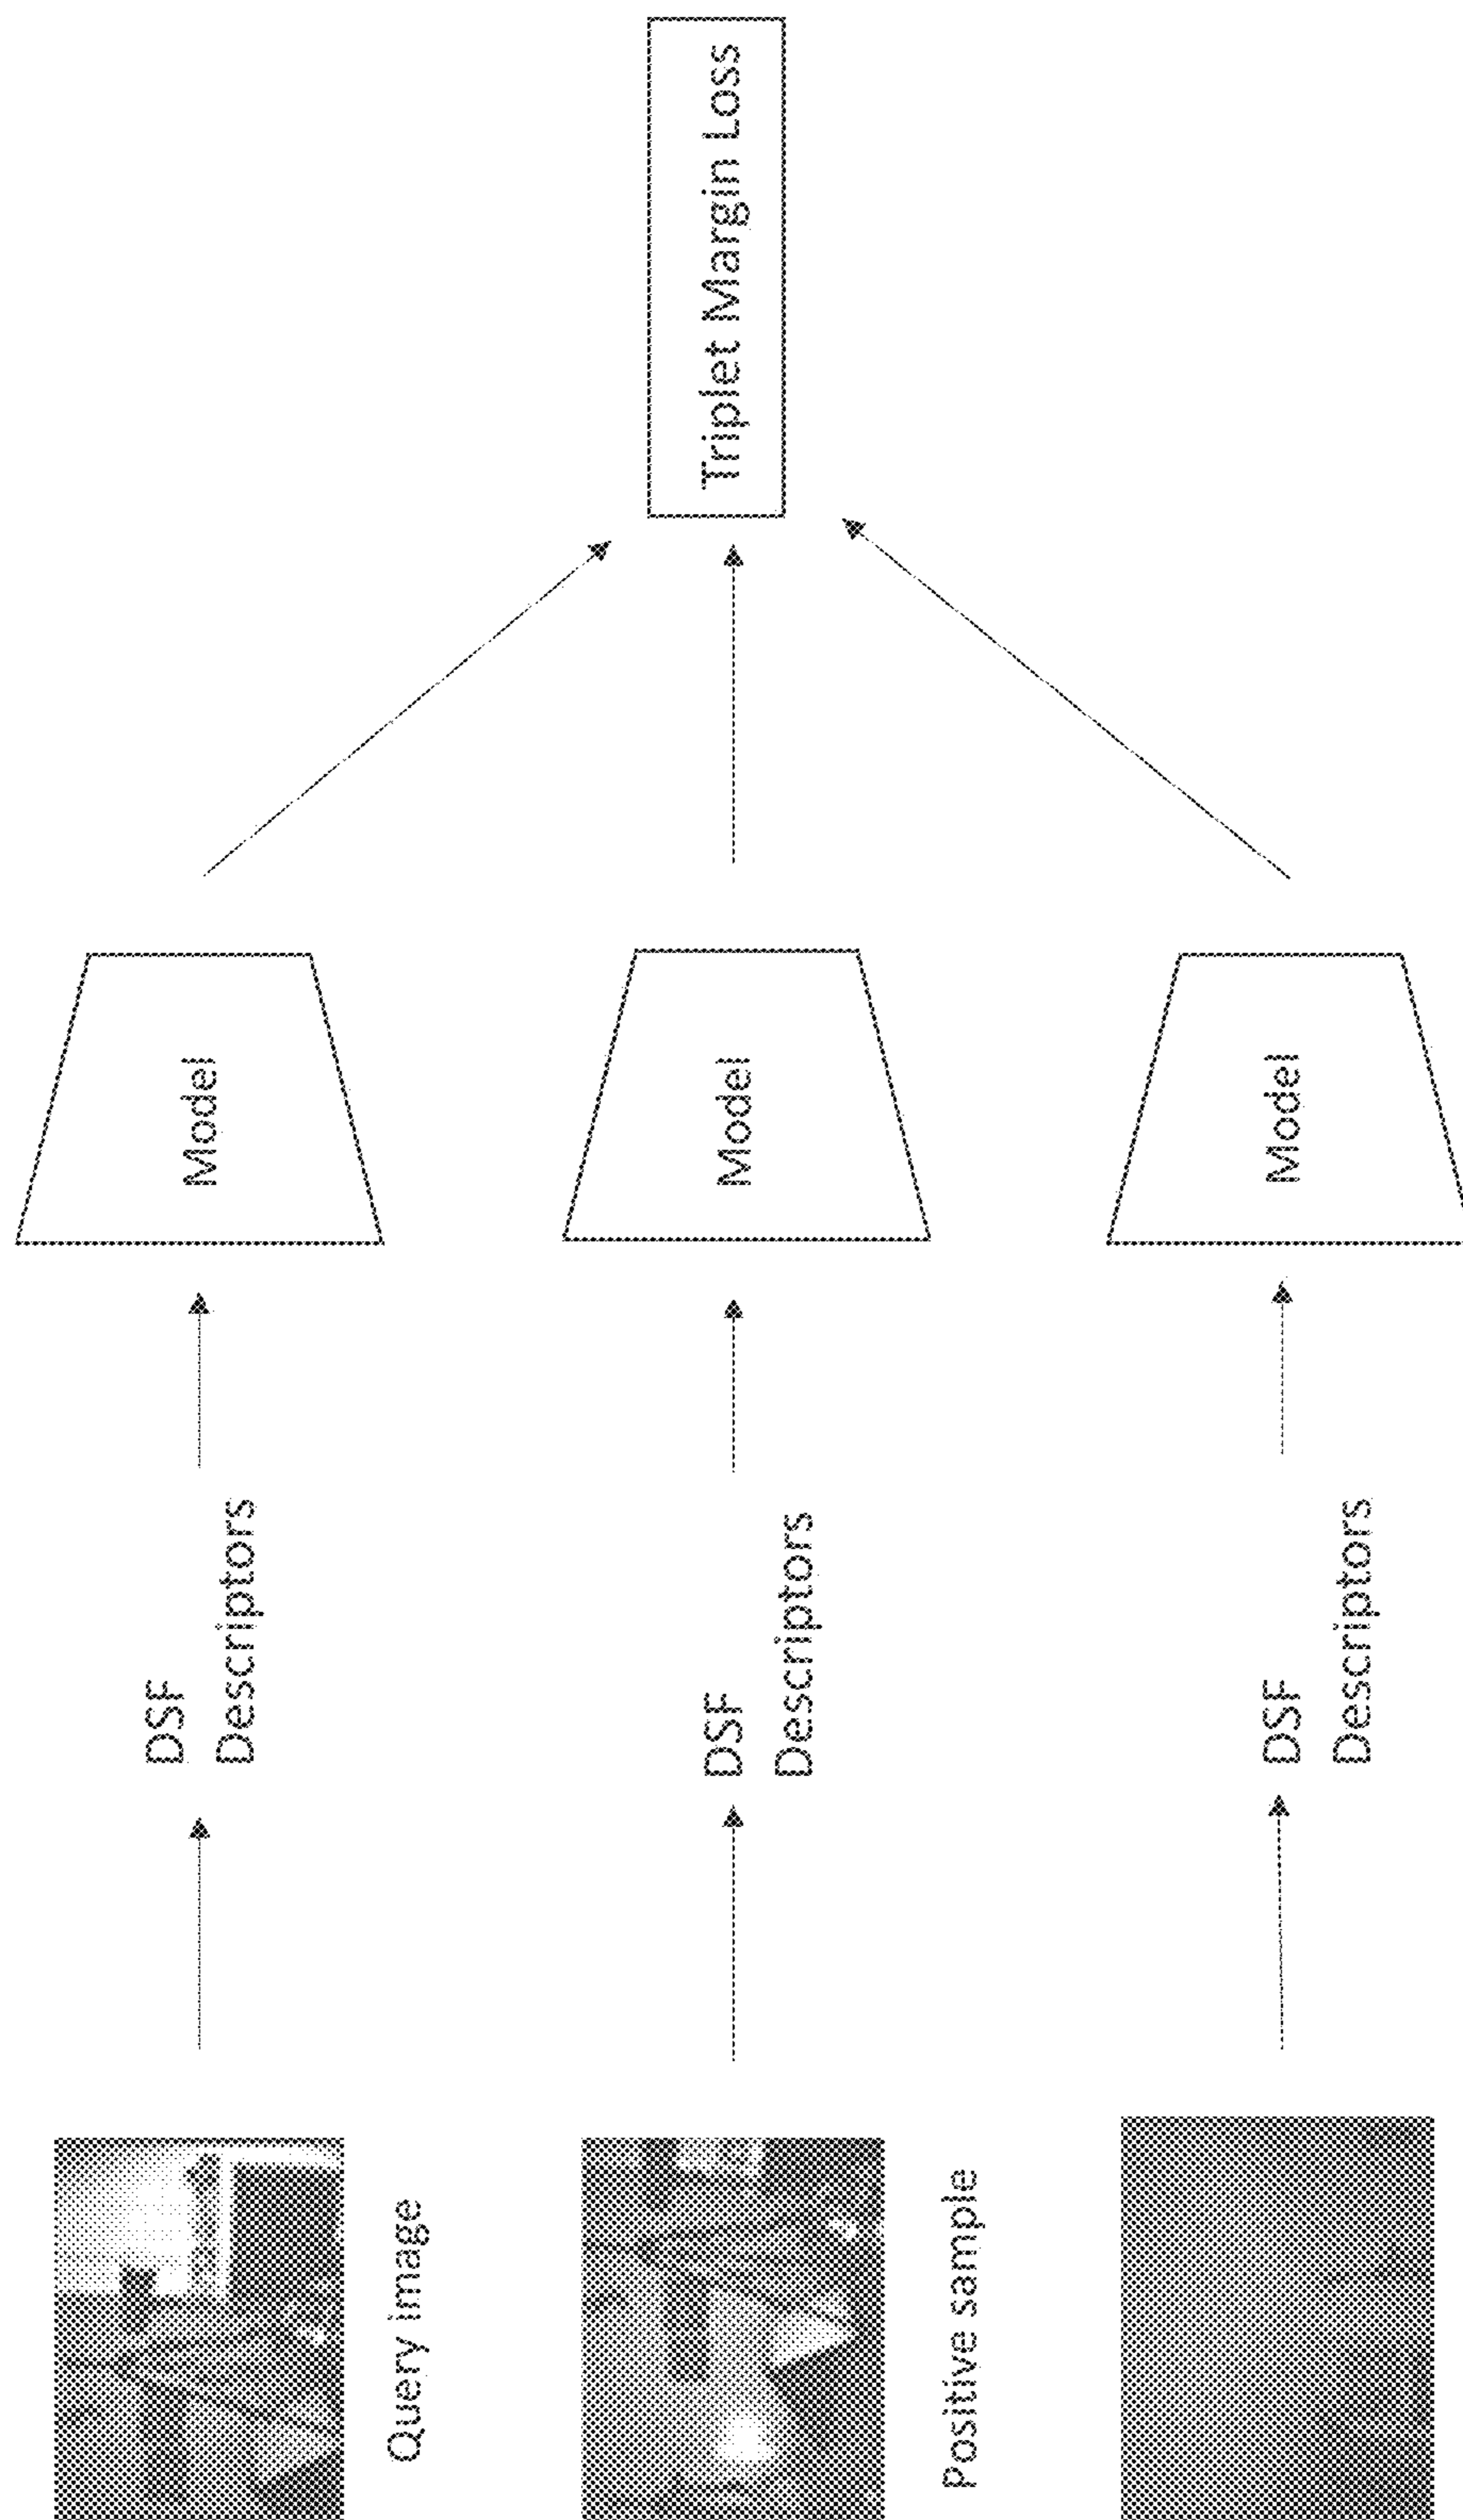 Query image
DSF
Descriptors
Model
Positive sample
DSF
Descriptors
Model
DSF
Descriptors
Model
Triplet Margin Loss